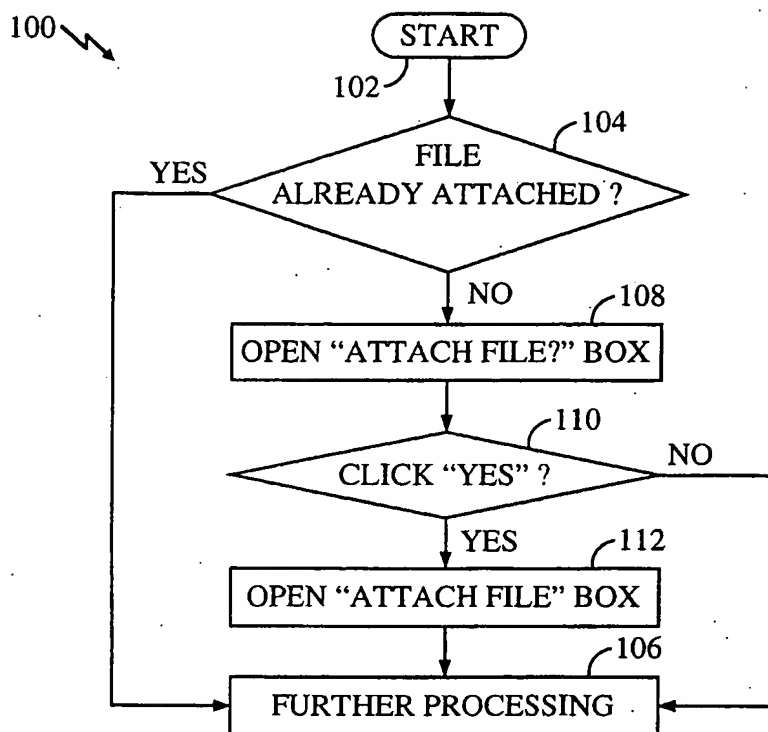 100
START
102
104
FILE
ALREADY ATTACHED ?
YES
NO
108
OPEN “ATTACH FILE?” BOX
110
CLICK “YES” ?
NO
YES
112
OPEN “ATTACH FILE” BOX
106
FURTHER PROCESSING